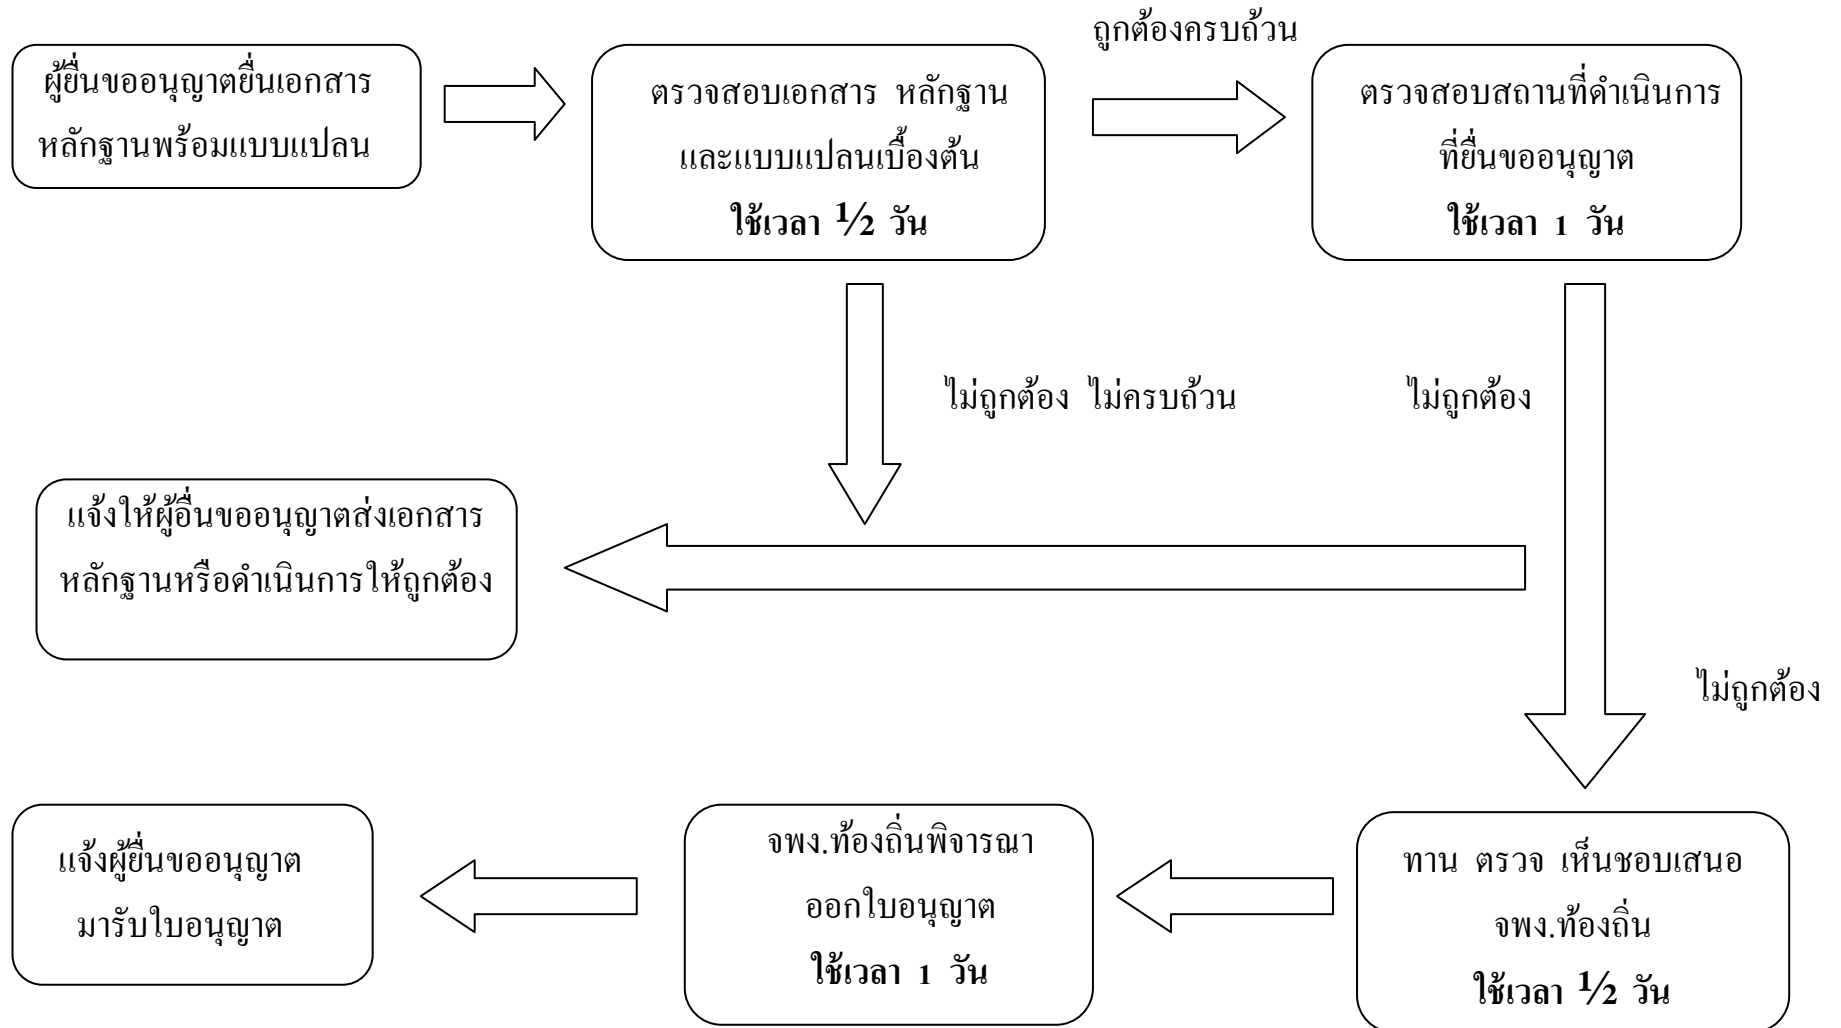 ถูกต้องครบถ้วน
ผู้ยื่นขออนุญาตยื่นเอกสาร
หลักฐานพร้อมแบบแปลน
ตรวจสอบเอกสาร หลักฐาน
และแบบแปลนเบื้องต้น
ใช้เวลา ½ วัน
ตรวจสอบสถานที่ดำเนินการ
ที่ยื่นขออนุญาต
ใช้เวลา 1 วัน
ไม่ถูกต้อง ไม่ครบถ้วน
ไม่ถูกต้อง
แจ้งให้ผู้อื่นขออนุญาตส่งเอกสาร
หลักฐานหรือดำเนินการให้ถูกต้อง
ไม่ถูกต้อง
แจ้งผู้ยื่นขออนุญาต
มารับใบอนุญาต
จพง.ท้องถิ่นพิจารณา
ออกใบอนุญาต
ใช้เวลา 1 วัน
ทาน ตรวจ เห็นชอบเสนอ
จพง.ท้องถิ่น
ใช้เวลา ½ วัน